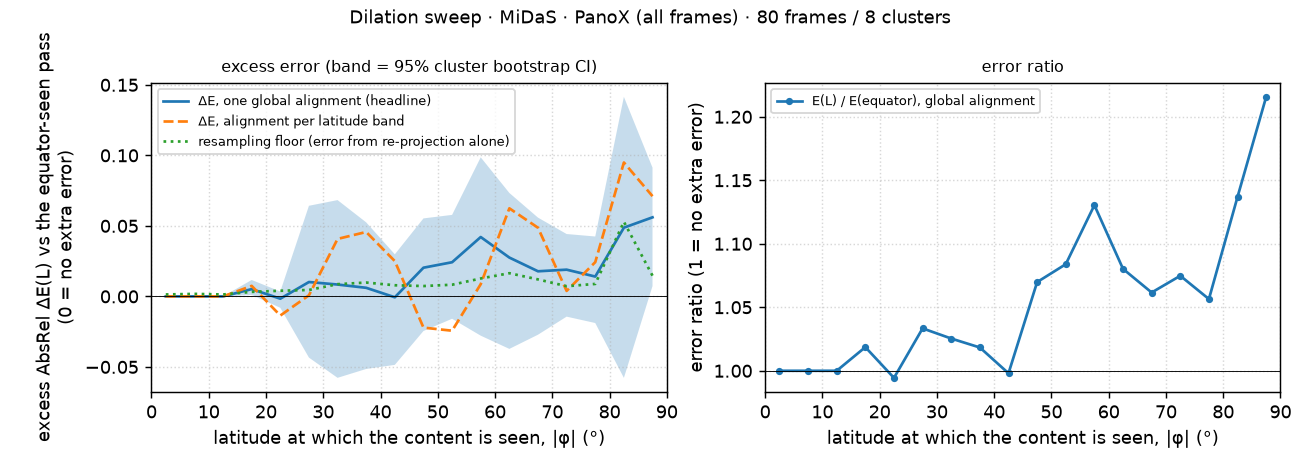 Dilation sweep · MiDaS · PanoX (all frames) · 80 frames / 8 clusters
excess error (band = 95% cluster bootstrap CI)
excess AbsRel ΔE(L) vs the equator-seen pass
(0 = no extra error)
0.15
0.10
0.05
0.00
−0.05
ΔE, one global alignment (headline)
ΔE, alignment per latitude band
resampling floor (error from re-projection alone)
0 10 20 30 40 50 60 70 80 90
latitude at which the content is seen, |φ| (°)
error ratio
error ratio (1 = no extra error)
1.20
1.15
1.10
1.05
1.00
E(L) / E(equator), global alignment
0 10 20 30 40 50 60 70 80 90
latitude at which the content is seen, |φ| (°)